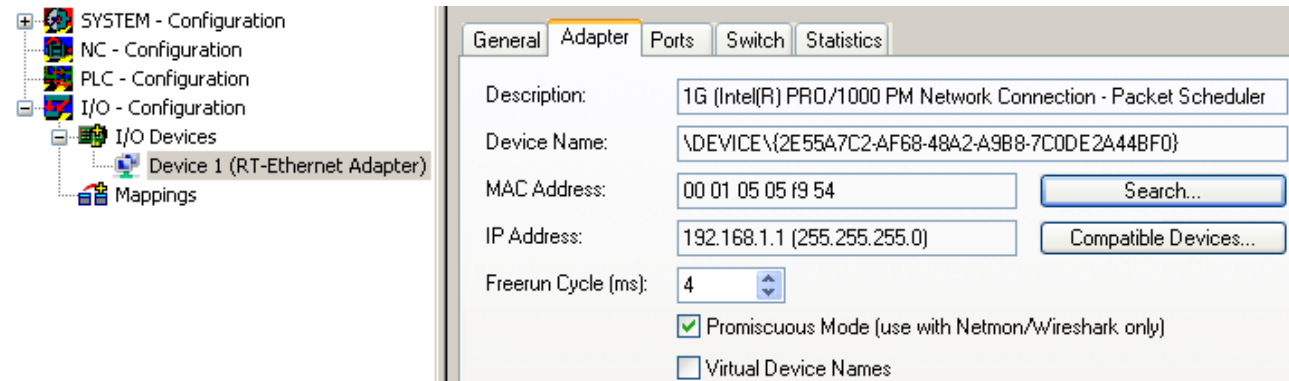 SYSTEM - Configuration
NC - Configuration
PLC - Configuration
I/O - Configuration
I/O Devices
Device 1 (RT-Ethernet Adapter)
Mappings
General Adapter Ports Switch Statistics
Description: 1G (Intel(R) PRO/1000 PM Network Connection - Packet Scheduler
Device Name: \DEVICE\{2E55A7C2-AF68-48A2-A9B8-7C0DE2A44BF0}
MAC Address: 00 01 05 05 f9 54 Search...
IP Address: 192.168.1.1 (255.255.255.0) Compatible Devices...
Freerun Cycle (ms): 4
Promiscuous Mode (use with Netmon/Wireshark only)
Virtual Device Names